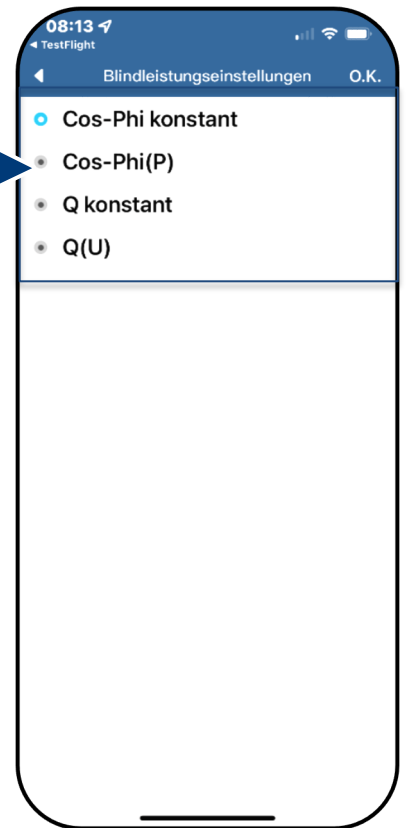 08:13
◄ TestFlight
Blindleistungseinstellungen O.K.
Cos-Phi konstant
Cos-Phi(P)
Q konstant
Q(U)